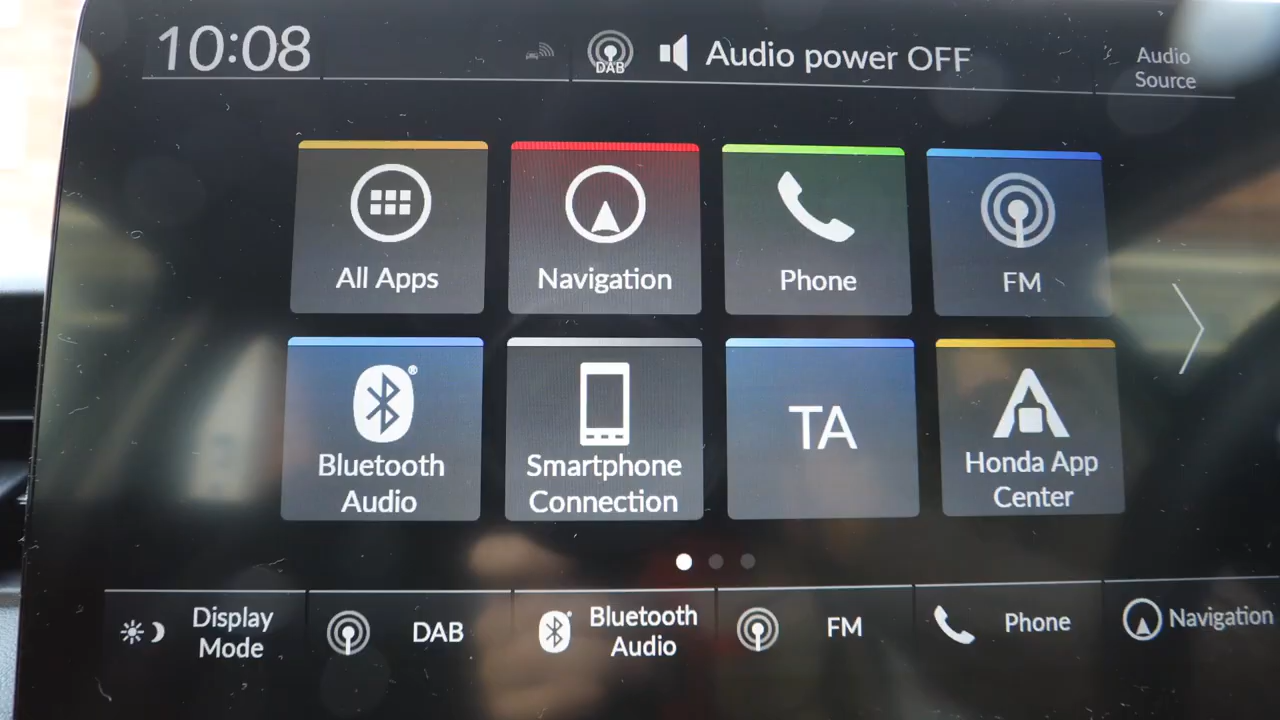 10:08
DAB
Audio power OFF
Audio
Source
All Apps
Navigation
Phone
FM
Bluetooth
Audio
®
Smartphone
Connection
TA
Honda App
Center
Display
Mode
DAB
Bluetooth
Audio
FM
Phone
Navigation